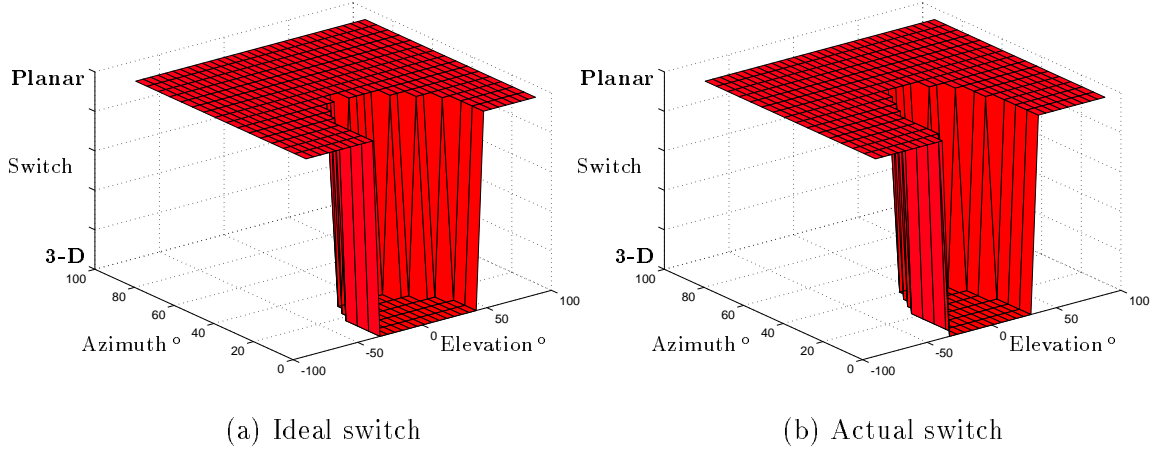 Planar
Switch
3-D
100
80
60
40
20
0
Azimuth °
-100
-50
0
50
100
Elevation °
(a) Ideal switch
Planar
Switch
3-D
100
80
60
40
20
0
Azimuth °
-100
-50
0
50
100
Elevation °
(b) Actual switch